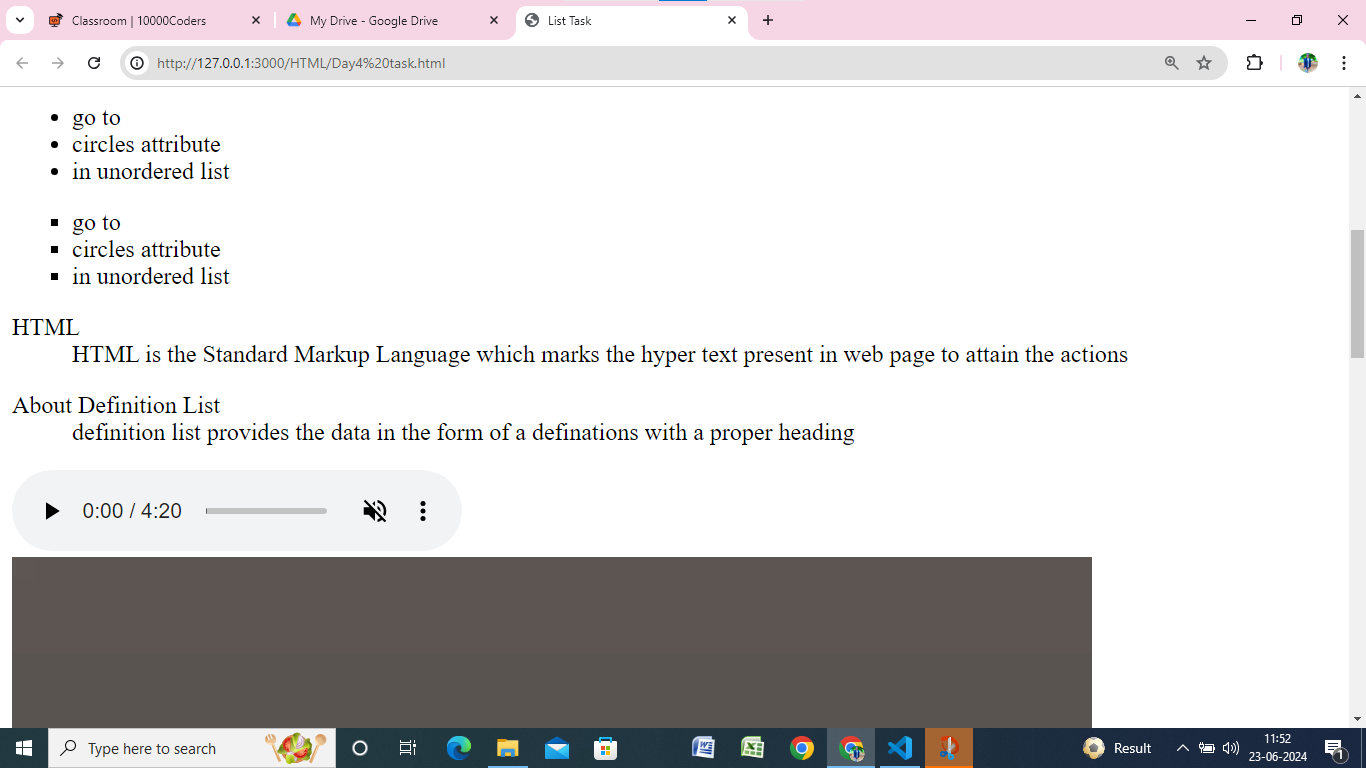 Classroom | 10000Coders
My Drive - Google Drive
List Task
http://127.0.0.1:3000/HTML/Day4%20task.html
go to
circles attribute
in unordered list
go to
circles attribute
in unordered list
HTML
HTML is the Standard Markup Language which marks the hyper text present in web page to attain the actions
About Definition List
definition list provides the data in the form of a definations with a proper heading
0:00 / 4:20
Type here to search
Result
11:52
23-06-2024
1